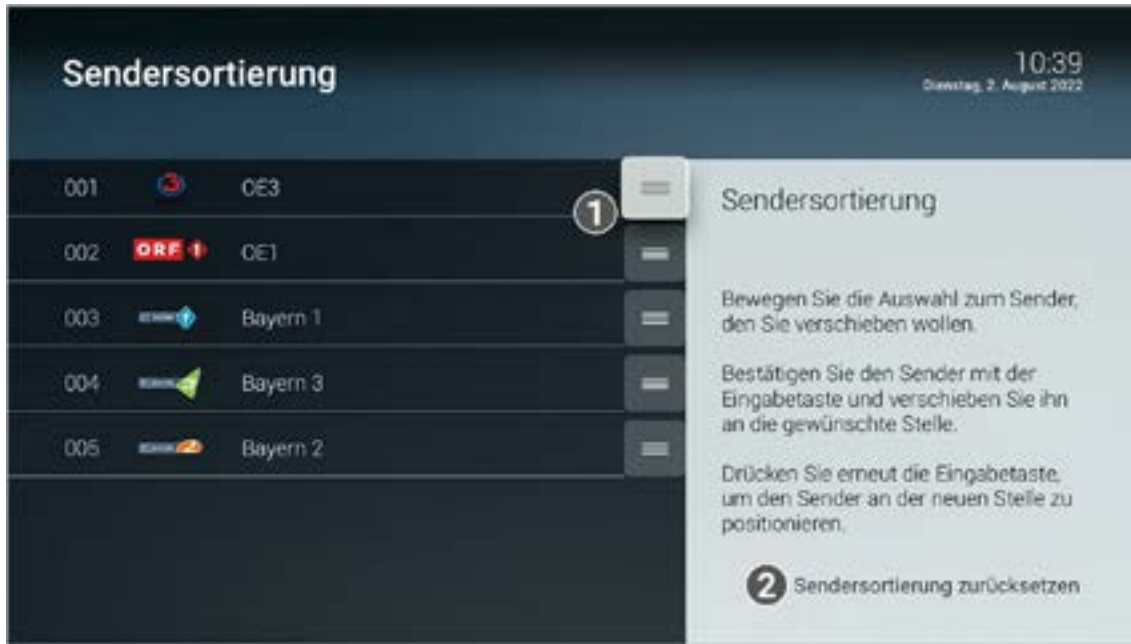 Sendersortierung
10:39
Dienstag, 2. August 2022
001 3 OE3
1
002 ORF 1 OE1
003 1 Bayern 1
004 Bayern 3
005 2 Bayern 2
Sendersortierung
Bewegen Sie die Auswahl zum Sender,
den Sie verschieben wollen.
Bestätigen Sie den Sender mit der
Eingabetaste und verschieben Sie ihn
an die gewünschte Stelle.
Drücken Sie erneut die Eingabetaste,
um den Sender an der neuen Stelle zu
positionieren.
2 Sendersortierung zurücksetzen